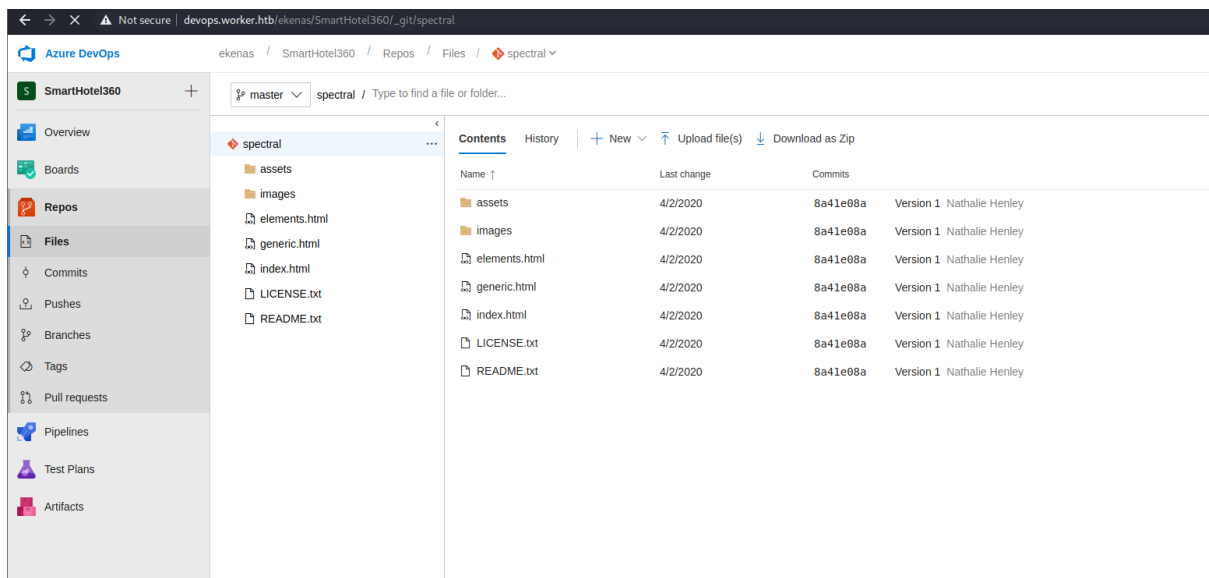 Not secure | devops.worker.htb/ekenas/SmartHotel360/_git/spectral
Azure DevOps
ekenas / SmartHotel360 / Repos / Files / spectral
S SmartHotel360
master spectral / Type to find a file or folder...
Overview
Boards
Repos
Files
Commits
Pushes
Branches
Tags
Pull requests
Pipelines
Test Plans
Artifacts
spectral ...
assets
images
elements.html
generic.html
index.html
LICENSE.txt
README.txt
Contents History New Upload file(s) Download as Zip
Name ↑ Last change Commits
assets 4/2/2020 8a41e08a Version 1 Nathalie Henley
images 4/2/2020 8a41e08a Version 1 Nathalie Henley
elements.html 4/2/2020 8a41e08a Version 1 Nathalie Henley
generic.html 4/2/2020 8a41e08a Version 1 Nathalie Henley
index.html 4/2/2020 8a41e08a Version 1 Nathalie Henley
LICENSE.txt 4/2/2020 8a41e08a Version 1 Nathalie Henley
README.txt 4/2/2020 8a41e08a Version 1 Nathalie Henley